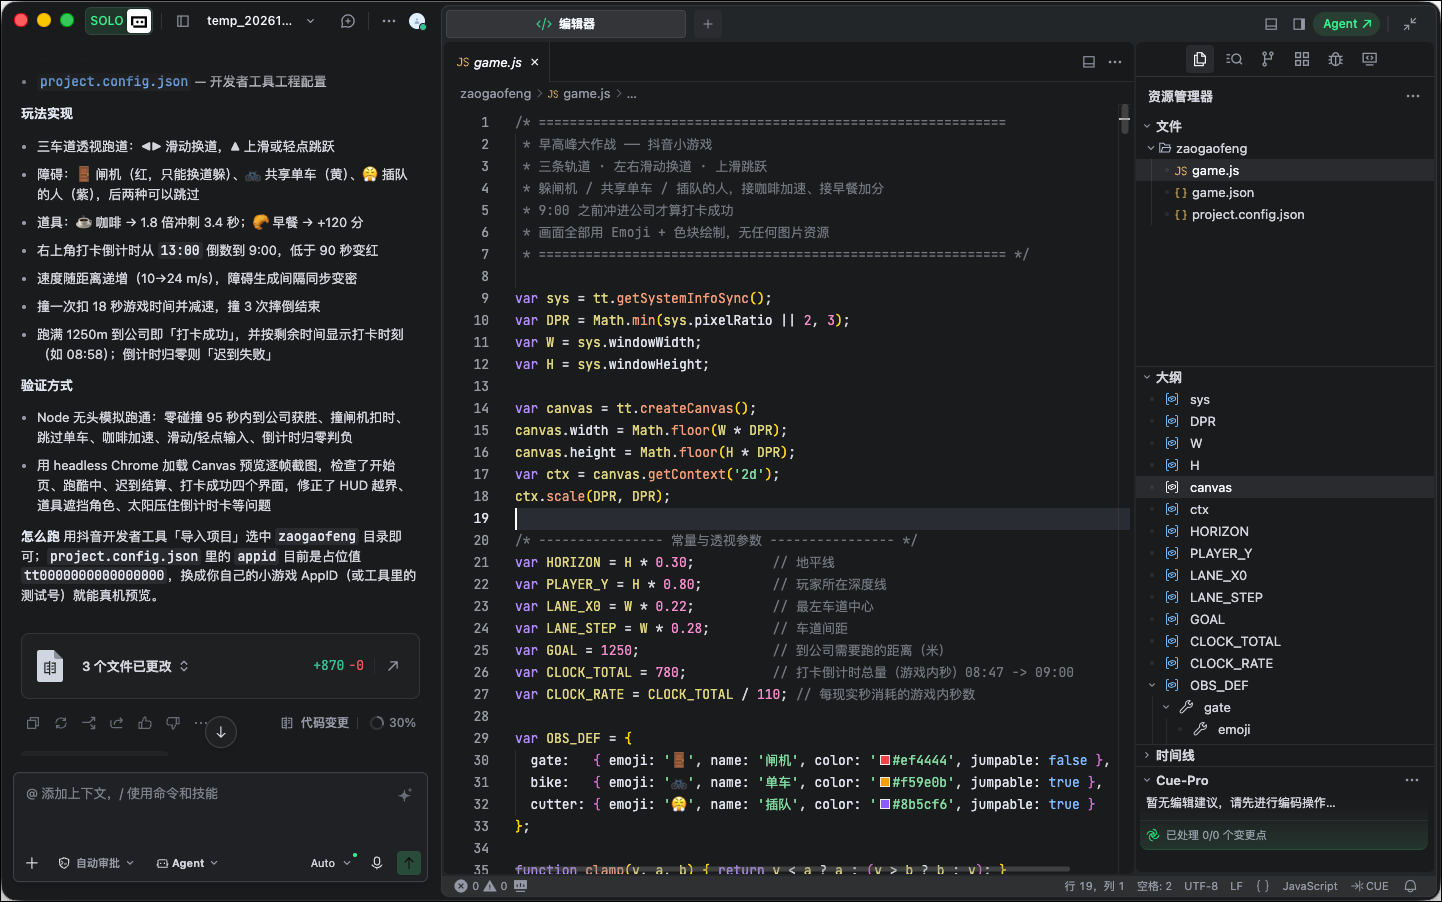 SOLO
temp_20261...
project.config.json — 开发者工具工程配置
玩法实现
三车道透视跑道：◀▶ 滑动换道，▲ 上滑或轻点跳跃
障碍：🚪 闸机（红，只能换道躲）、🚲 共享单车（黄）、😤 插队
的人（紫），后两种可以跳过
道具：☕ 咖啡 → 1.8 倍冲刺 3.4 秒；🥐 早餐 → +120 分
右上角打卡倒计时从 13:00 倒数到 9:00，低于 90 秒变红
速度随距离递增（10→24 m/s），障碍生成间隔同步变密
撞一次扣 18 秒游戏时间并减速，撞 3 次摔倒结束
跑满 1250m 到公司即「打卡成功」，并按剩余时间显示打卡时刻
（如 08:58）；倒计时归零则「迟到失败」
验证方式
Node 无头模拟跑通：零碰撞 95 秒内到公司获胜、撞闸机扣时、
跳过单车、咖啡加速、滑动/轻点输入、倒计时归零判负
用 headless Chrome 加载 Canvas 预览逐帧截图，检查了开始
页、跑酷中、迟到结算、打卡成功四个界面，修正了 HUD 越界、
道具遮挡角色、太阳压住倒计时卡等问题
怎么跑 用抖音开发者工具「导入项目」选中 zaogaofeng 目录即
可；project.config.json 里的 appid 目前是占位值
tt0000000000000000，换成你自己的小游戏 AppID（或工具里的
测试号）就能真机预览。
3 个文件已更改
+870 -0
代码变更
30%
@ 添加上下文，/ 使用命令和技能
自动审批
Agent
Auto
</> 编辑器
Agent
JS game.js ×
zaogaofeng > JS game.js > ...
1 /* ============================================================
2 * 早高峰大作战 —— 抖音小游戏
3 * 三条轨道 · 左右滑动换道 · 上滑跳跃
4 * 躲闸机 / 共享单车 / 插队的人，接咖啡加速、接早餐加分
5 * 9:00 之前冲进公司才算打卡成功
6 * 画面全部用 Emoji + 色块绘制，无任何图片资源
7 * ============================================================ */
8
9 var sys = tt.getSystemInfoSync();
10 var DPR = Math.min(sys.pixelRatio || 2, 3);
11 var W = sys.windowWidth;
12 var H = sys.windowHeight;
13
14 var canvas = tt.createCanvas();
15 canvas.width = Math.floor(W * DPR);
16 canvas.height = Math.floor(H * DPR);
17 var ctx = canvas.getContext('2d');
18 ctx.scale(DPR, DPR);
19
20 /* ---------------- 常量与透视参数 ---------------- */
21 var HORIZON = H * 0.30; // 地平线
22 var PLAYER_Y = H * 0.80; // 玩家所在深度线
23 var LANE_X0 = W * 0.22; // 最左车道中心
24 var LANE_STEP = W * 0.28; // 车道间距
25 var GOAL = 1250; // 到公司需要跑的距离（米）
26 var CLOCK_TOTAL = 780; // 打卡倒计时总量（游戏内秒）08:47 -> 09:00
27 var CLOCK_RATE = CLOCK_TOTAL / 110; // 每现实秒消耗的游戏内秒数
28
29 var OBS_DEF = {
30 gate: { emoji: '🚪', name: '闸机', color: '#ef4444', jumpable: false },
31 bike: { emoji: '🚲', name: '单车', color: '#f59e0b', jumpable: true },
32 cutter: { emoji: '😤', name: '插队', color: '#8b5cf6', jumpable: true }
33 };
34
35 function clamp(v, a, b) { return v < a ? a : (v > b ? b : v); }
资源管理器
文件
zaogaofeng
JS game.js
{} game.json
{} project.config.json
大纲
sys
DPR
W
H
canvas
ctx
HORIZON
PLAYER_Y
LANE_X0
LANE_STEP
GOAL
CLOCK_TOTAL
CLOCK_RATE
OBS_DEF
gate
emoji
时间线
Cue-Pro
暂无编辑建议，请先进行编码操作...
已处理 0/0 个变更点
0 0
行 19，列 1
空格: 2
UTF-8
LF
{ }
JavaScript
CUE